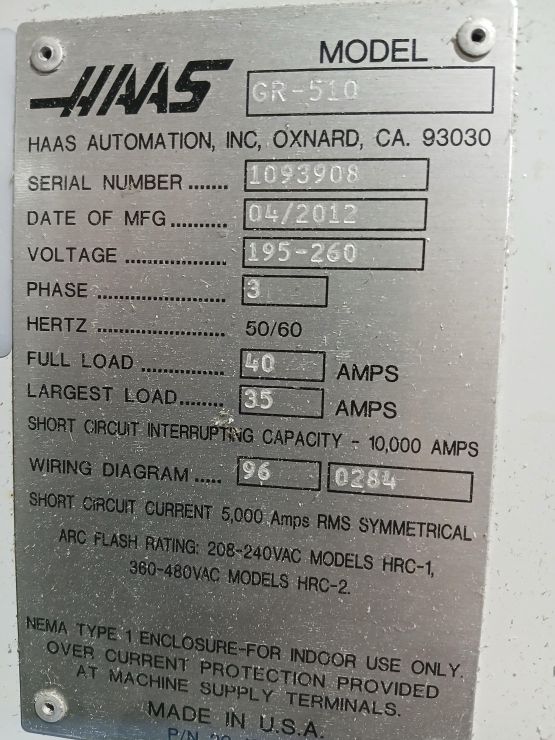 MODEL
HAAS GR-510
HAAS AUTOMATION, INC, OXNARD, CA. 93030
SERIAL NUMBER ....... 1093908
DATE OF MFG .......... 04/2012
VOLTAGE .................. 195-260
PHASE ....................... 3
HERTZ ....................... 50/60
FULL LOAD ............... 40 AMPS
LARGEST LOAD........ 35 AMPS
SHORT CIRCUIT INTERRUPTING CAPACITY - 10,000 AMPS
WIRING DIAGRAM ..... 96 0284
SHORT CIRCUIT CURRENT 5,000 Amps RMS SYMMETRICAL
ARC FLASH RATING: 208-240VAC MODELS HRC-1,
360-480VAC MODELS HRC-2.
NEMA TYPE 1 ENCLOSURE-FOR INDOOR USE ONLY.
OVER CURRENT PROTECTION PROVIDED
AT MACHINE SUPPLY TERMINALS.
MADE IN U.S.A.
P/N